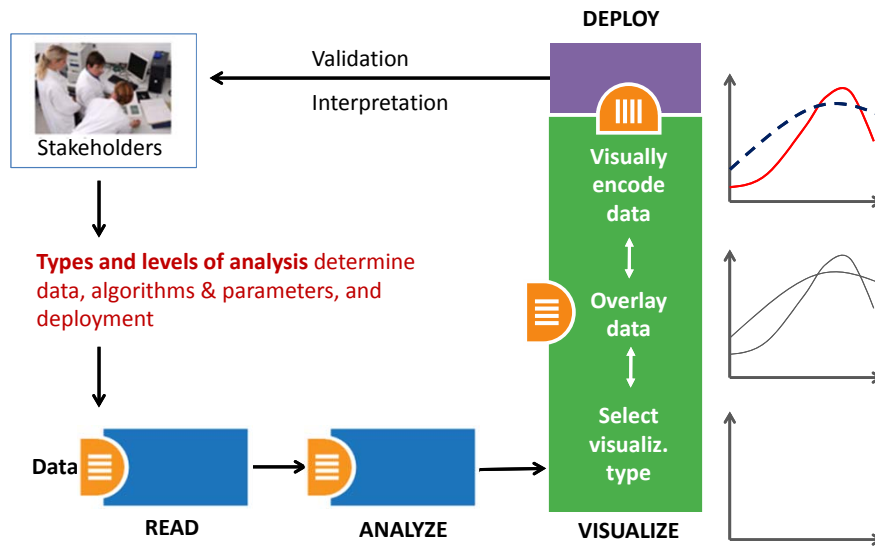 DEPLOY
Validation
Interpretation
Stakeholders
Visually
encode
data
Types and levels of analysis determine
data, algorithms & parameters, and
deployment
Overlay
data
Select
visualiz.
type
Data
READ
ANALYZE
VISUALIZE